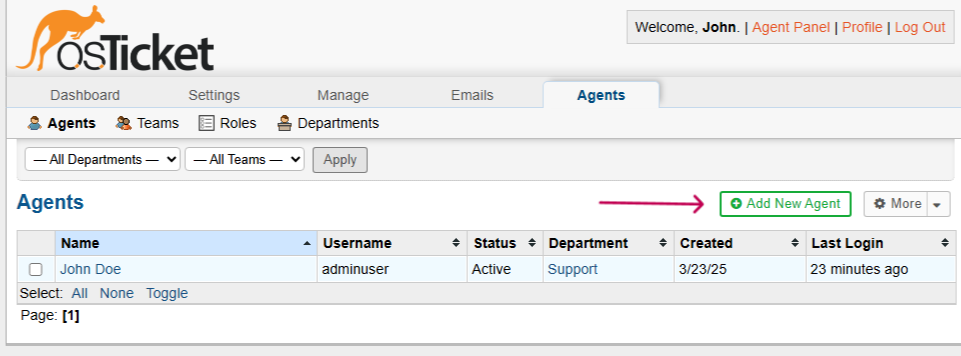 osTicket
Welcome, John. | Agent Panel | Profile | Log Out
Dashboard Settings Manage Emails Agents
Agents Teams Roles Departments
— All Departments — — All Teams — Apply
Agents Add New Agent More
Name Username Status Department Created Last Login
John Doe adminuser Active Support 3/23/25 23 minutes ago
Select: All None Toggle
Page: [1]